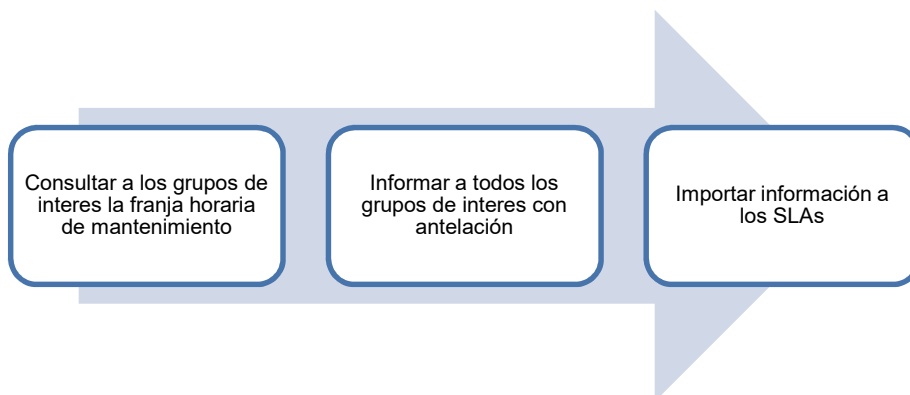 Consultar a los grupos de
interes la franja horaria
de mantenimiento
Informar a todos los
grupos de interes con
antelación
Importar información a
los SLAs